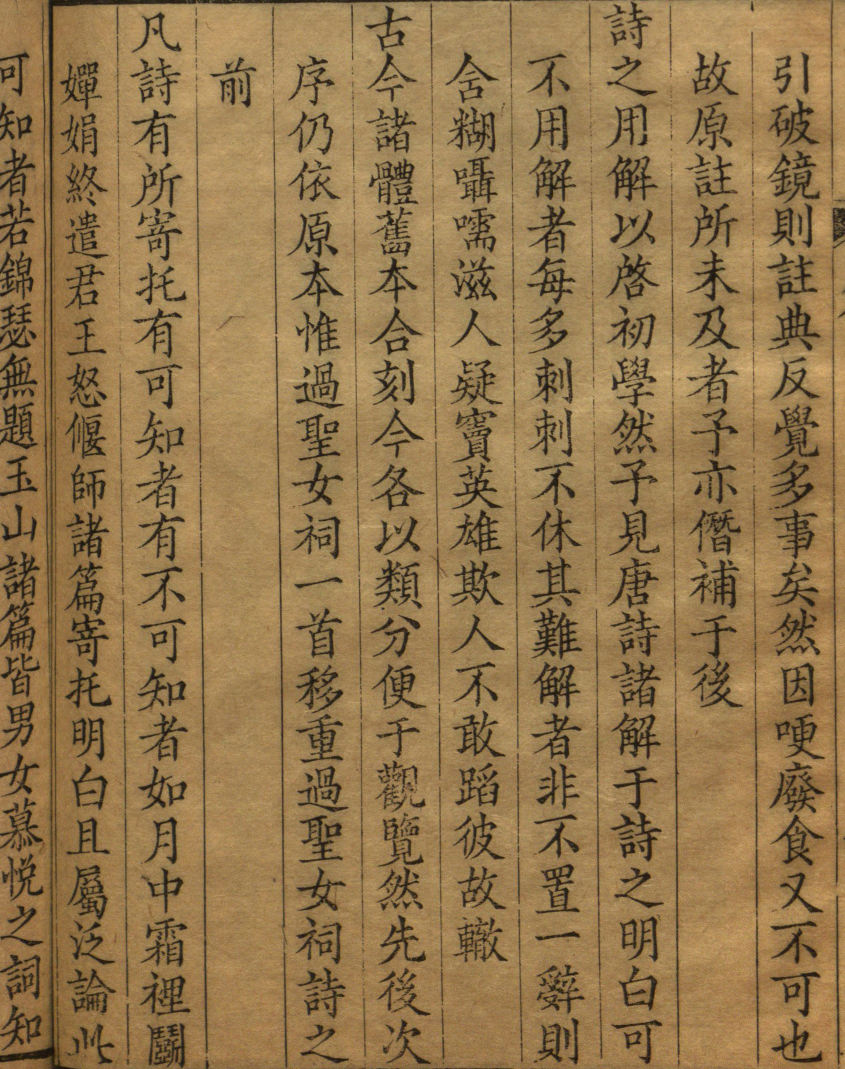 引破鏡則註典反覺多事矣然因哽廢食又不可也
故原註所未及者予亦僭補于後
詩之用解以啓初學然予見唐詩諸解于詩之明白可
不用解者每多刺刺不休其難解者非不置一辭則
含糊囁嚅滋人疑竇英雄欺人不敢蹈彼故轍
古今諸體舊本合刻今各以類分便于觀覽然先後次
序仍依原本惟過聖女祠一首移重過聖女祠詩之
前
凡詩有所寄托有可知者有不可知者如月中霜裡鬭
嬋娟終遣君王怒偃師諸篇寄托明白且屬泛論此
可知者若錦瑟無題玉山諸篇皆男女慕悅之詞知